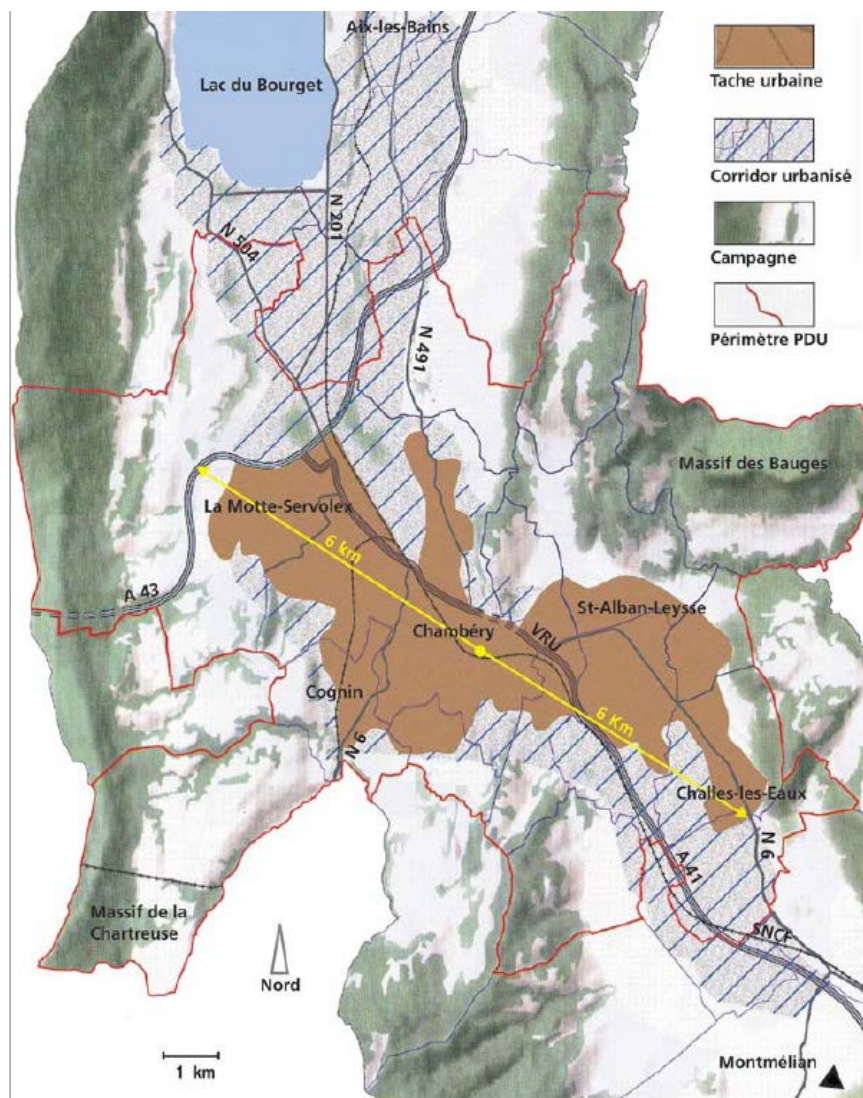 Aix-les-Bains
Lac du Bourget
Tache urbaine
Corridor urbanisé
Campagne
Périmètre PDU
N 201
N 504
N 491
Massif des Bauges
La Motte-Servolex
6 km
A 43
St-Alban-Leysse
VRU
Chambéry
Cognin
6 Km
N 6
Challes-les-Eaux
N 6
A 41
Massif de la
Chartreuse
SNCF
Nord
1 km
Montmélian